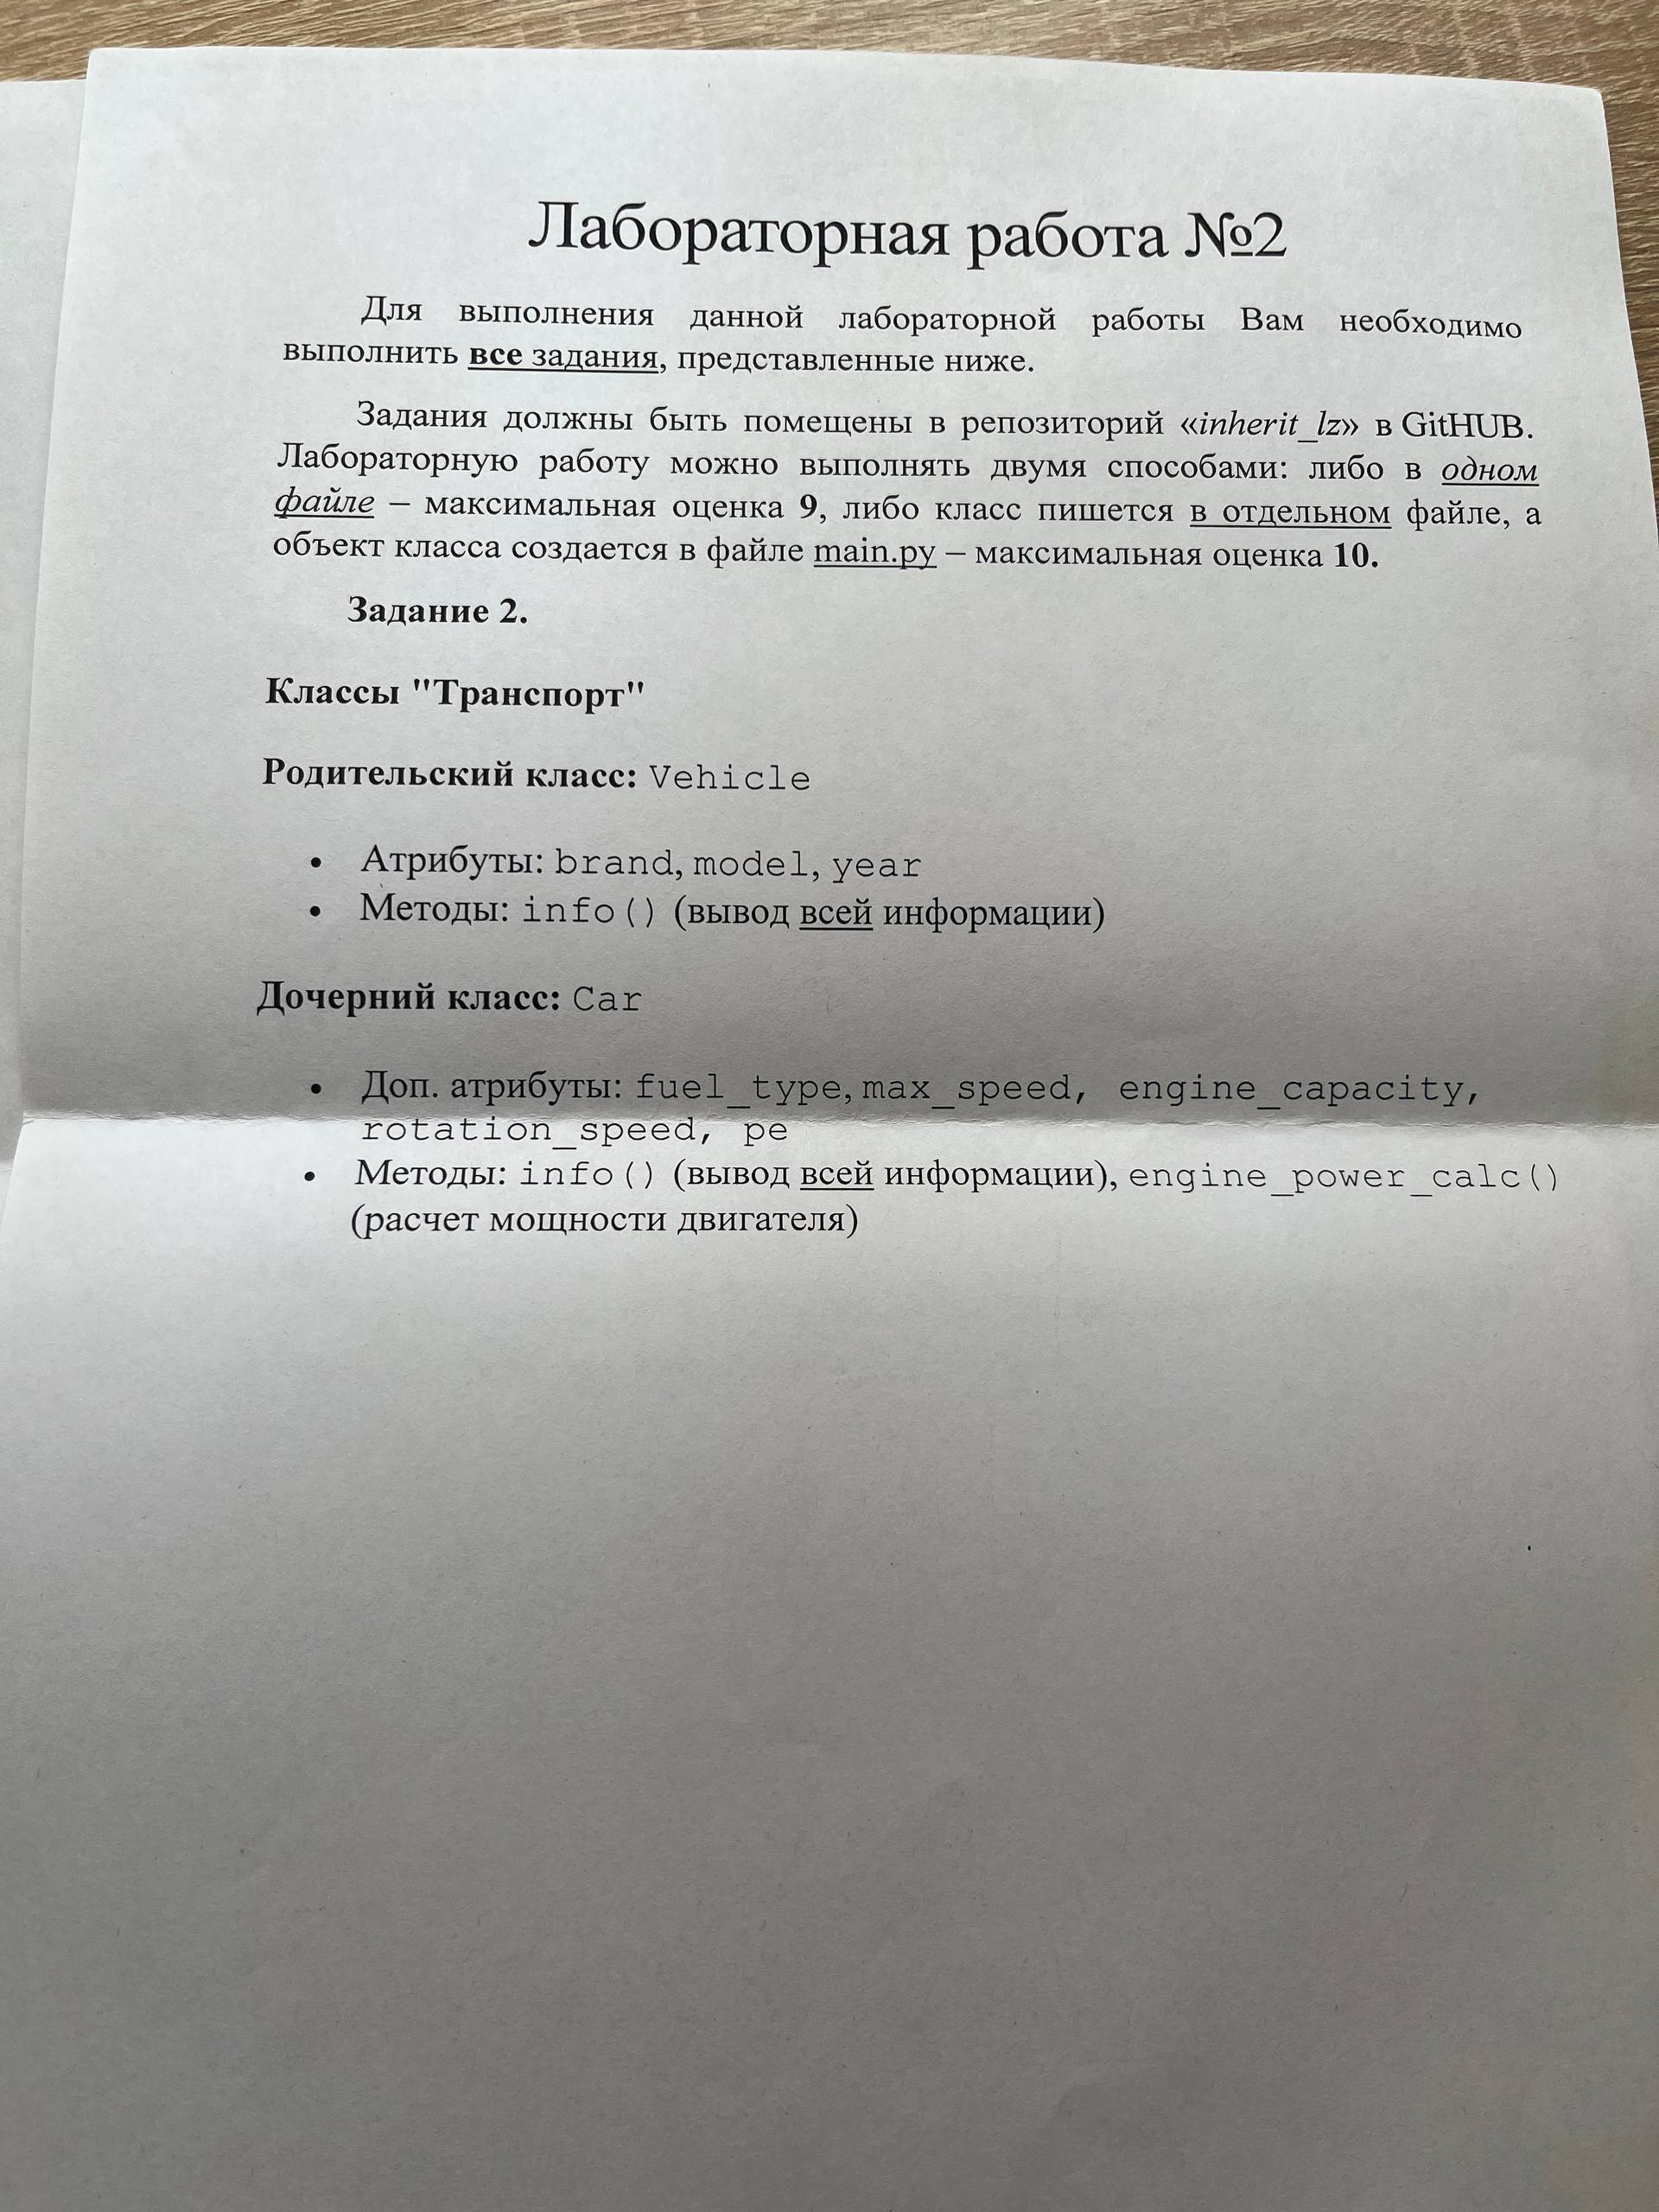 Лабораторная работа №2
Для выполнения данной лабораторной работы Вам необходимо
выполнить все задания, представленные ниже.
Задания должны быть помещены в репозиторий «inherit_lz» в GitHUB.
Лабораторную работу можно выполнять двумя способами: либо в одном
файле – максимальная оценка 9, либо класс пишется в отдельном файле, а
объект класса создается в файле main.py – максимальная оценка 10.
Задание 2.
Классы "Транспорт"
Родительский класс: Vehicle
• Атрибуты: brand, model, year
• Методы: info() (вывод всей информации)
Дочерний класс: Car
• Доп. атрибуты: fuel_type, max_speed, engine_capacity,
rotation_speed, pe
• Методы: info() (вывод всей информации), engine_power_calc()
(расчет мощности двигателя)